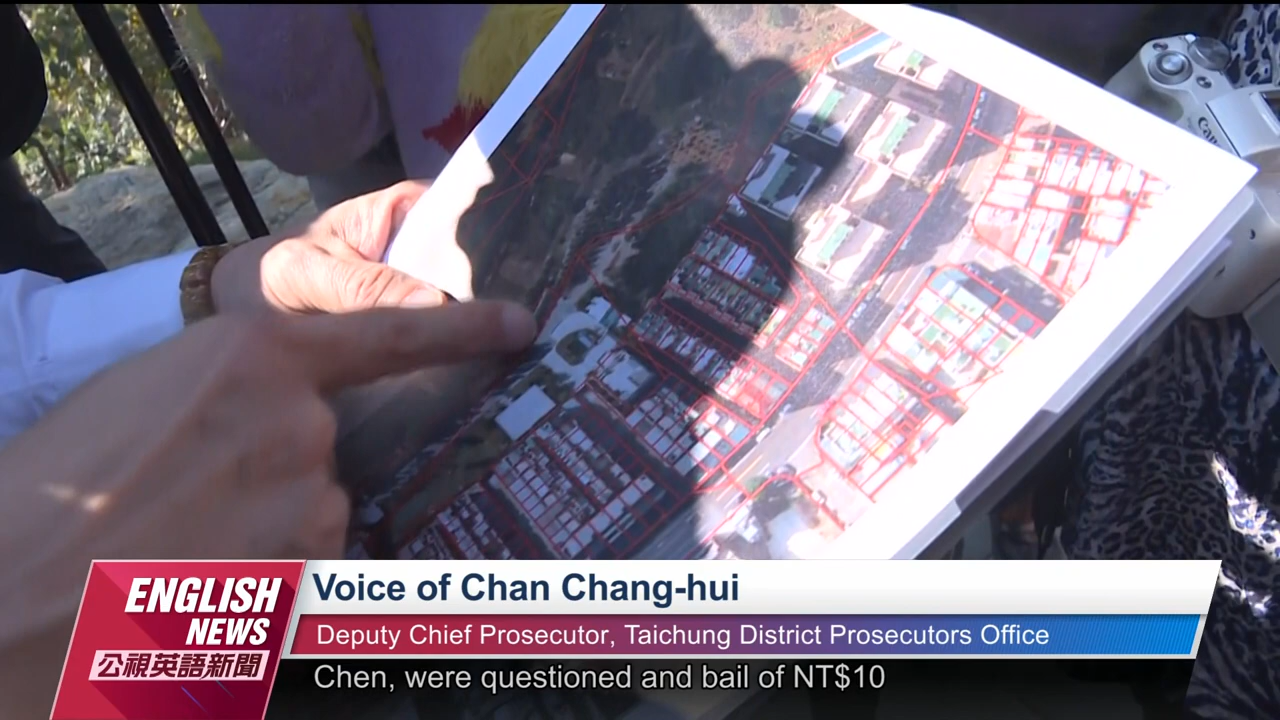 Canon
ENGLISH
NEWS
公視英語新聞
Voice of Chan Chang-hui
Deputy Chief Prosecutor, Taichung District Prosecutors Office
Chen, were questioned and bail of NT$10